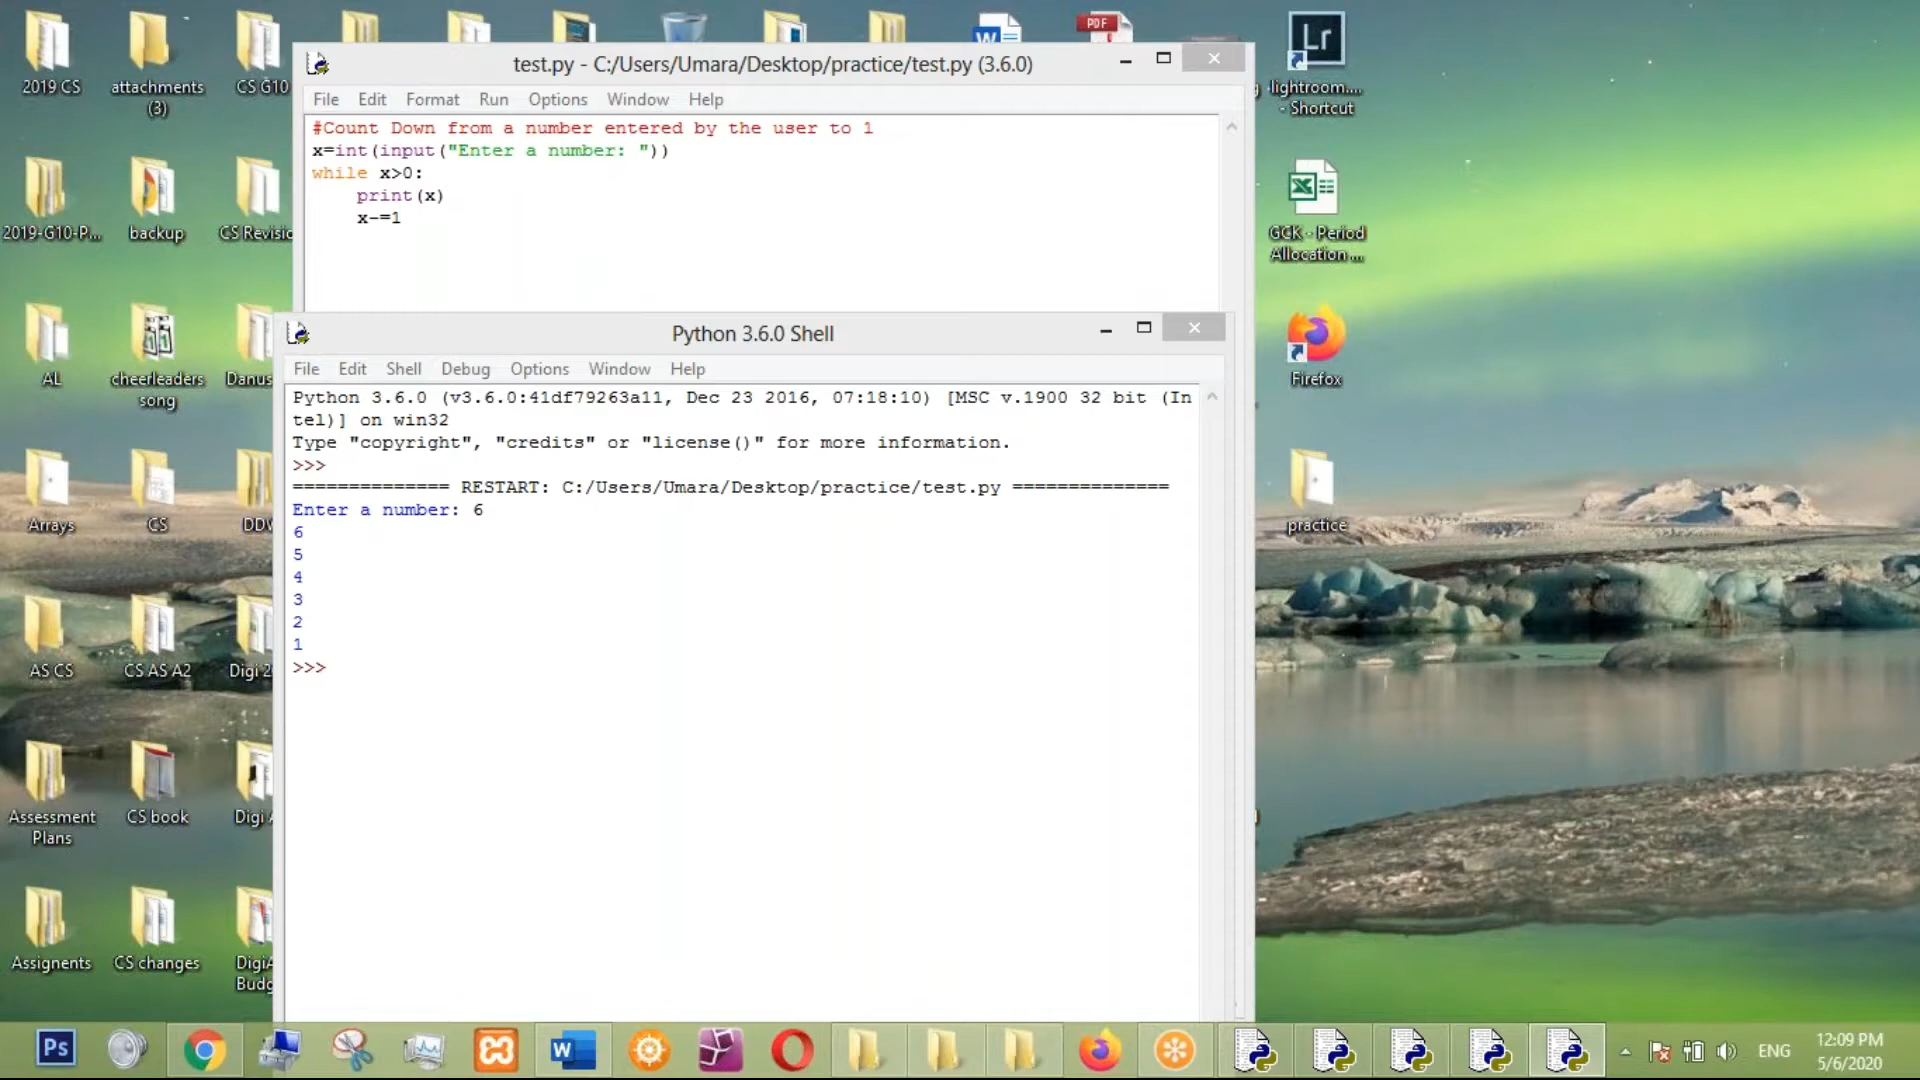 2019 CS
attachments
(3)
CS G10
2019-G10-P...
backup
CS Revisic
AL
cheerleaders
song
Danus
Arrays
CS
DDV
AS CS
CS AS A2
Digi 2
Assessment
Plans
CS book
Digi A
Assignents
CS changes
DigiA
Budg
W
PDF
test.py - C:/Users/Umara/Desktop/practice/test.py (3.6.0)
File Edit Format Run Options Window Help
#Count Down from a number entered by the user to 1
x=int(input("Enter a number: "))
while x>0:
    print(x)
    x-=1
Python 3.6.0 Shell
File Edit Shell Debug Options Window Help
Python 3.6.0 (v3.6.0:41df79263a11, Dec 23 2016, 07:18:10) [MSC v.1900 32 bit (In
tel)] on win32
Type "copyright", "credits" or "license()" for more information.
>>>
============== RESTART: C:/Users/Umara/Desktop/practice/test.py ==============
Enter a number: 6
6
5
4
3
2
1
>>>
Lr
lightroom....
- Shortcut
GCK - Period
Allocation ...
Firefox
practice
Ps
W
ENG
12:09 PM
5/6/2020